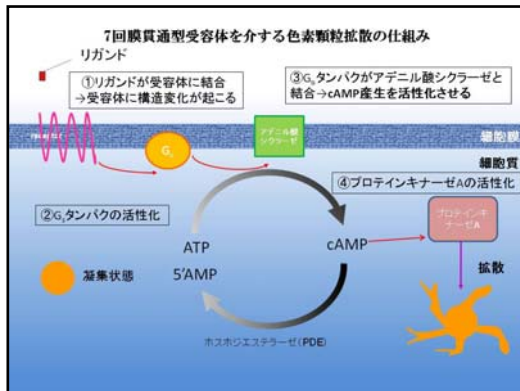 7回膜貫通型受容体を介する色素顆粒拡散の仕組み
リガンド
①リガンドが受容体に結合
→受容体に構造変化が起こる
③Gsタンパクがアデニル酸シクラーゼと
結合→cAMP産生を活性化させる
アデニル酸
シクラーゼ
細胞膜
Gs
細胞質
④プロテインキナーゼAの活性化
②Gsタンパクの活性化
プロテインキ
ナーゼA
ATP
cAMP
5'AMP
凝集状態
拡散
ホスホジエステラーゼ(PDE)